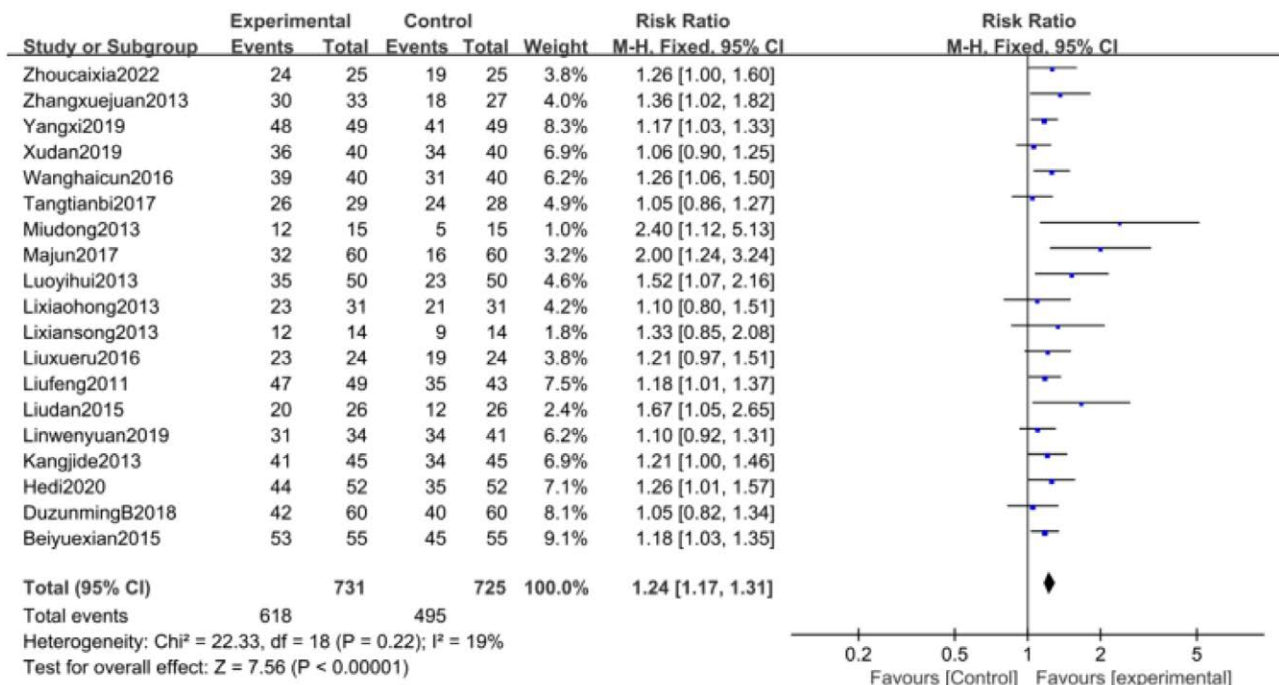 Experimental Control Risk Ratio Risk Ratio
Study or Subgroup Events Total Events Total Weight M-H, Fixed, 95% CI M-H, Fixed, 95% CI
Zhoucaixia2022 24 25 19 25 3.8% 1.26 [1.00, 1.60]
Zhangxuejuan2013 30 33 18 27 4.0% 1.36 [1.02, 1.82]
Yangxi2019 48 49 41 49 8.3% 1.17 [1.03, 1.33]
Xudan2019 36 40 34 40 6.9% 1.06 [0.90, 1.25]
Wanghaicun2016 39 40 31 40 6.2% 1.26 [1.06, 1.50]
Tangtianbi2017 26 29 24 28 4.9% 1.05 [0.86, 1.27]
Miudong2013 12 15 5 15 1.0% 2.40 [1.12, 5.13]
Majun2017 32 60 16 60 3.2% 2.00 [1.24, 3.24]
Luoyihui2013 35 50 23 50 4.6% 1.52 [1.07, 2.16]
Lixiaohong2013 23 31 21 31 4.2% 1.10 [0.80, 1.51]
Lixiansong2013 12 14 9 14 1.8% 1.33 [0.85, 2.08]
Liuxueru2016 23 24 19 24 3.8% 1.21 [0.97, 1.51]
Liufeng2011 47 49 35 43 7.5% 1.18 [1.01, 1.37]
Liudan2015 20 26 12 26 2.4% 1.67 [1.05, 2.65]
Linwenyuan2019 31 34 34 41 6.2% 1.10 [0.92, 1.31]
Kangjide2013 41 45 34 45 6.9% 1.21 [1.00, 1.46]
Hedi2020 44 52 35 52 7.1% 1.26 [1.01, 1.57]
DuzunmingB2018 42 60 40 60 8.1% 1.05 [0.82, 1.34]
Beiyuexian2015 53 55 45 55 9.1% 1.18 [1.03, 1.35]
Total (95% CI) 731 725 100.0% 1.24 [1.17, 1.31]
Total events 618 495
Heterogeneity: Chi² = 22.33, df = 18 (P = 0.22); I² = 19%
Test for overall effect: Z = 7.56 (P < 0.00001)
0.2 0.5 1 2 5
Favours [Control] Favours [experimental]